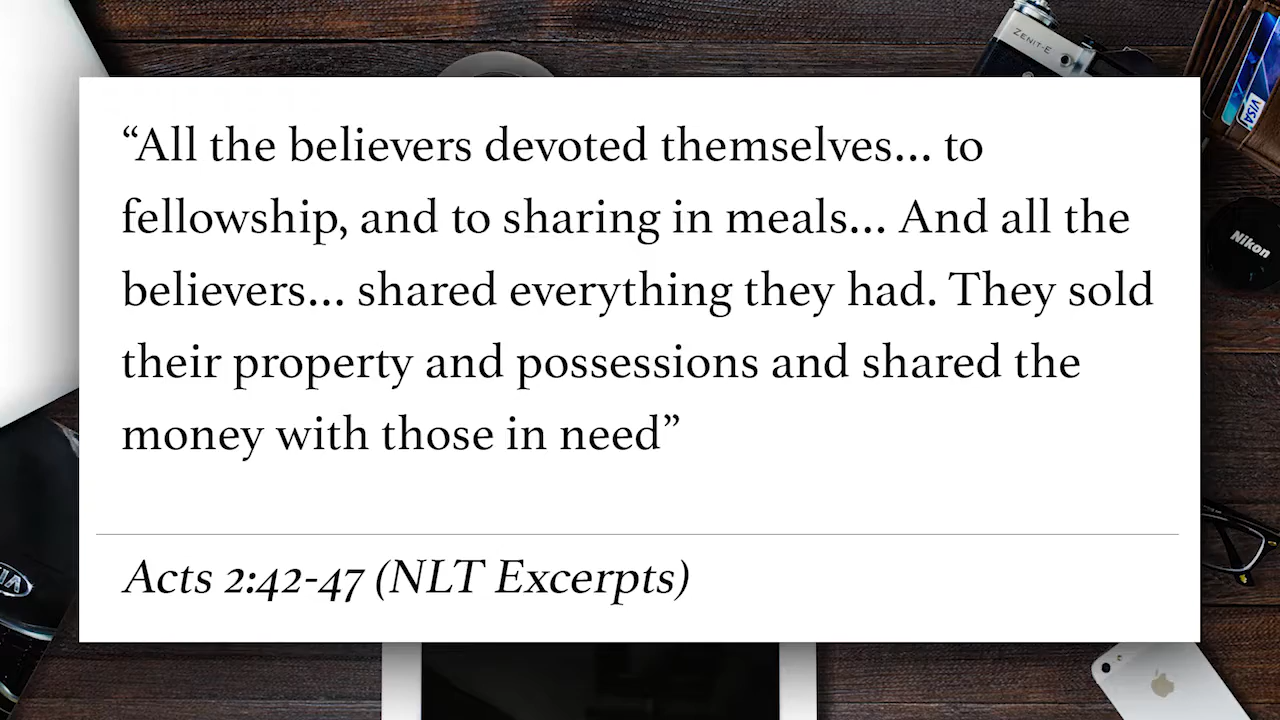 ZENIT-E
VISA
“All the believers devoted themselves... to
fellowship, and to sharing in meals... And all the
believers... shared everything they had. They sold
their property and possessions and shared the
money with those in need”
Nikon
Acts 2:42-47 (NLT Excerpts)